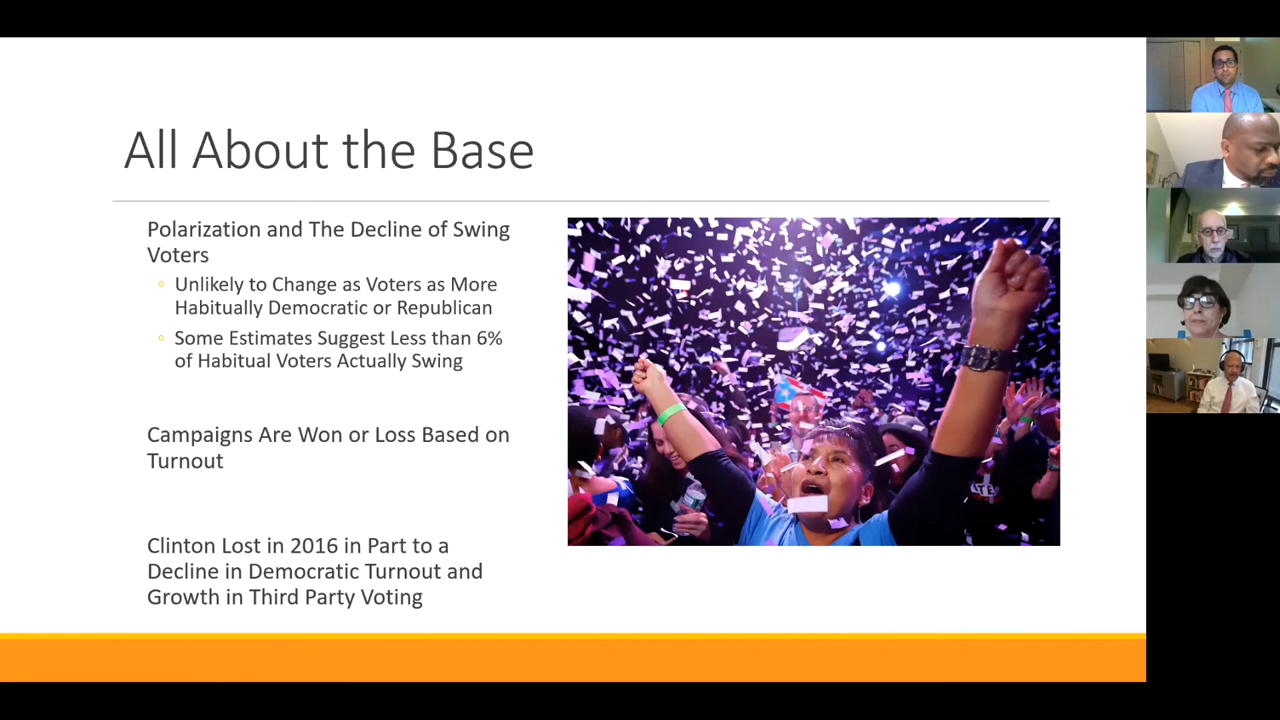 All About the Base
Polarization and The Decline of Swing
Voters
Unlikely to Change as Voters as More
Habitually Democratic or Republican
Some Estimates Suggest Less than 6%
of Habitual Voters Actually Swing
Campaigns Are Won or Loss Based on
Turnout
Clinton Lost in 2016 in Part to a
Decline in Democratic Turnout and
Growth in Third Party Voting